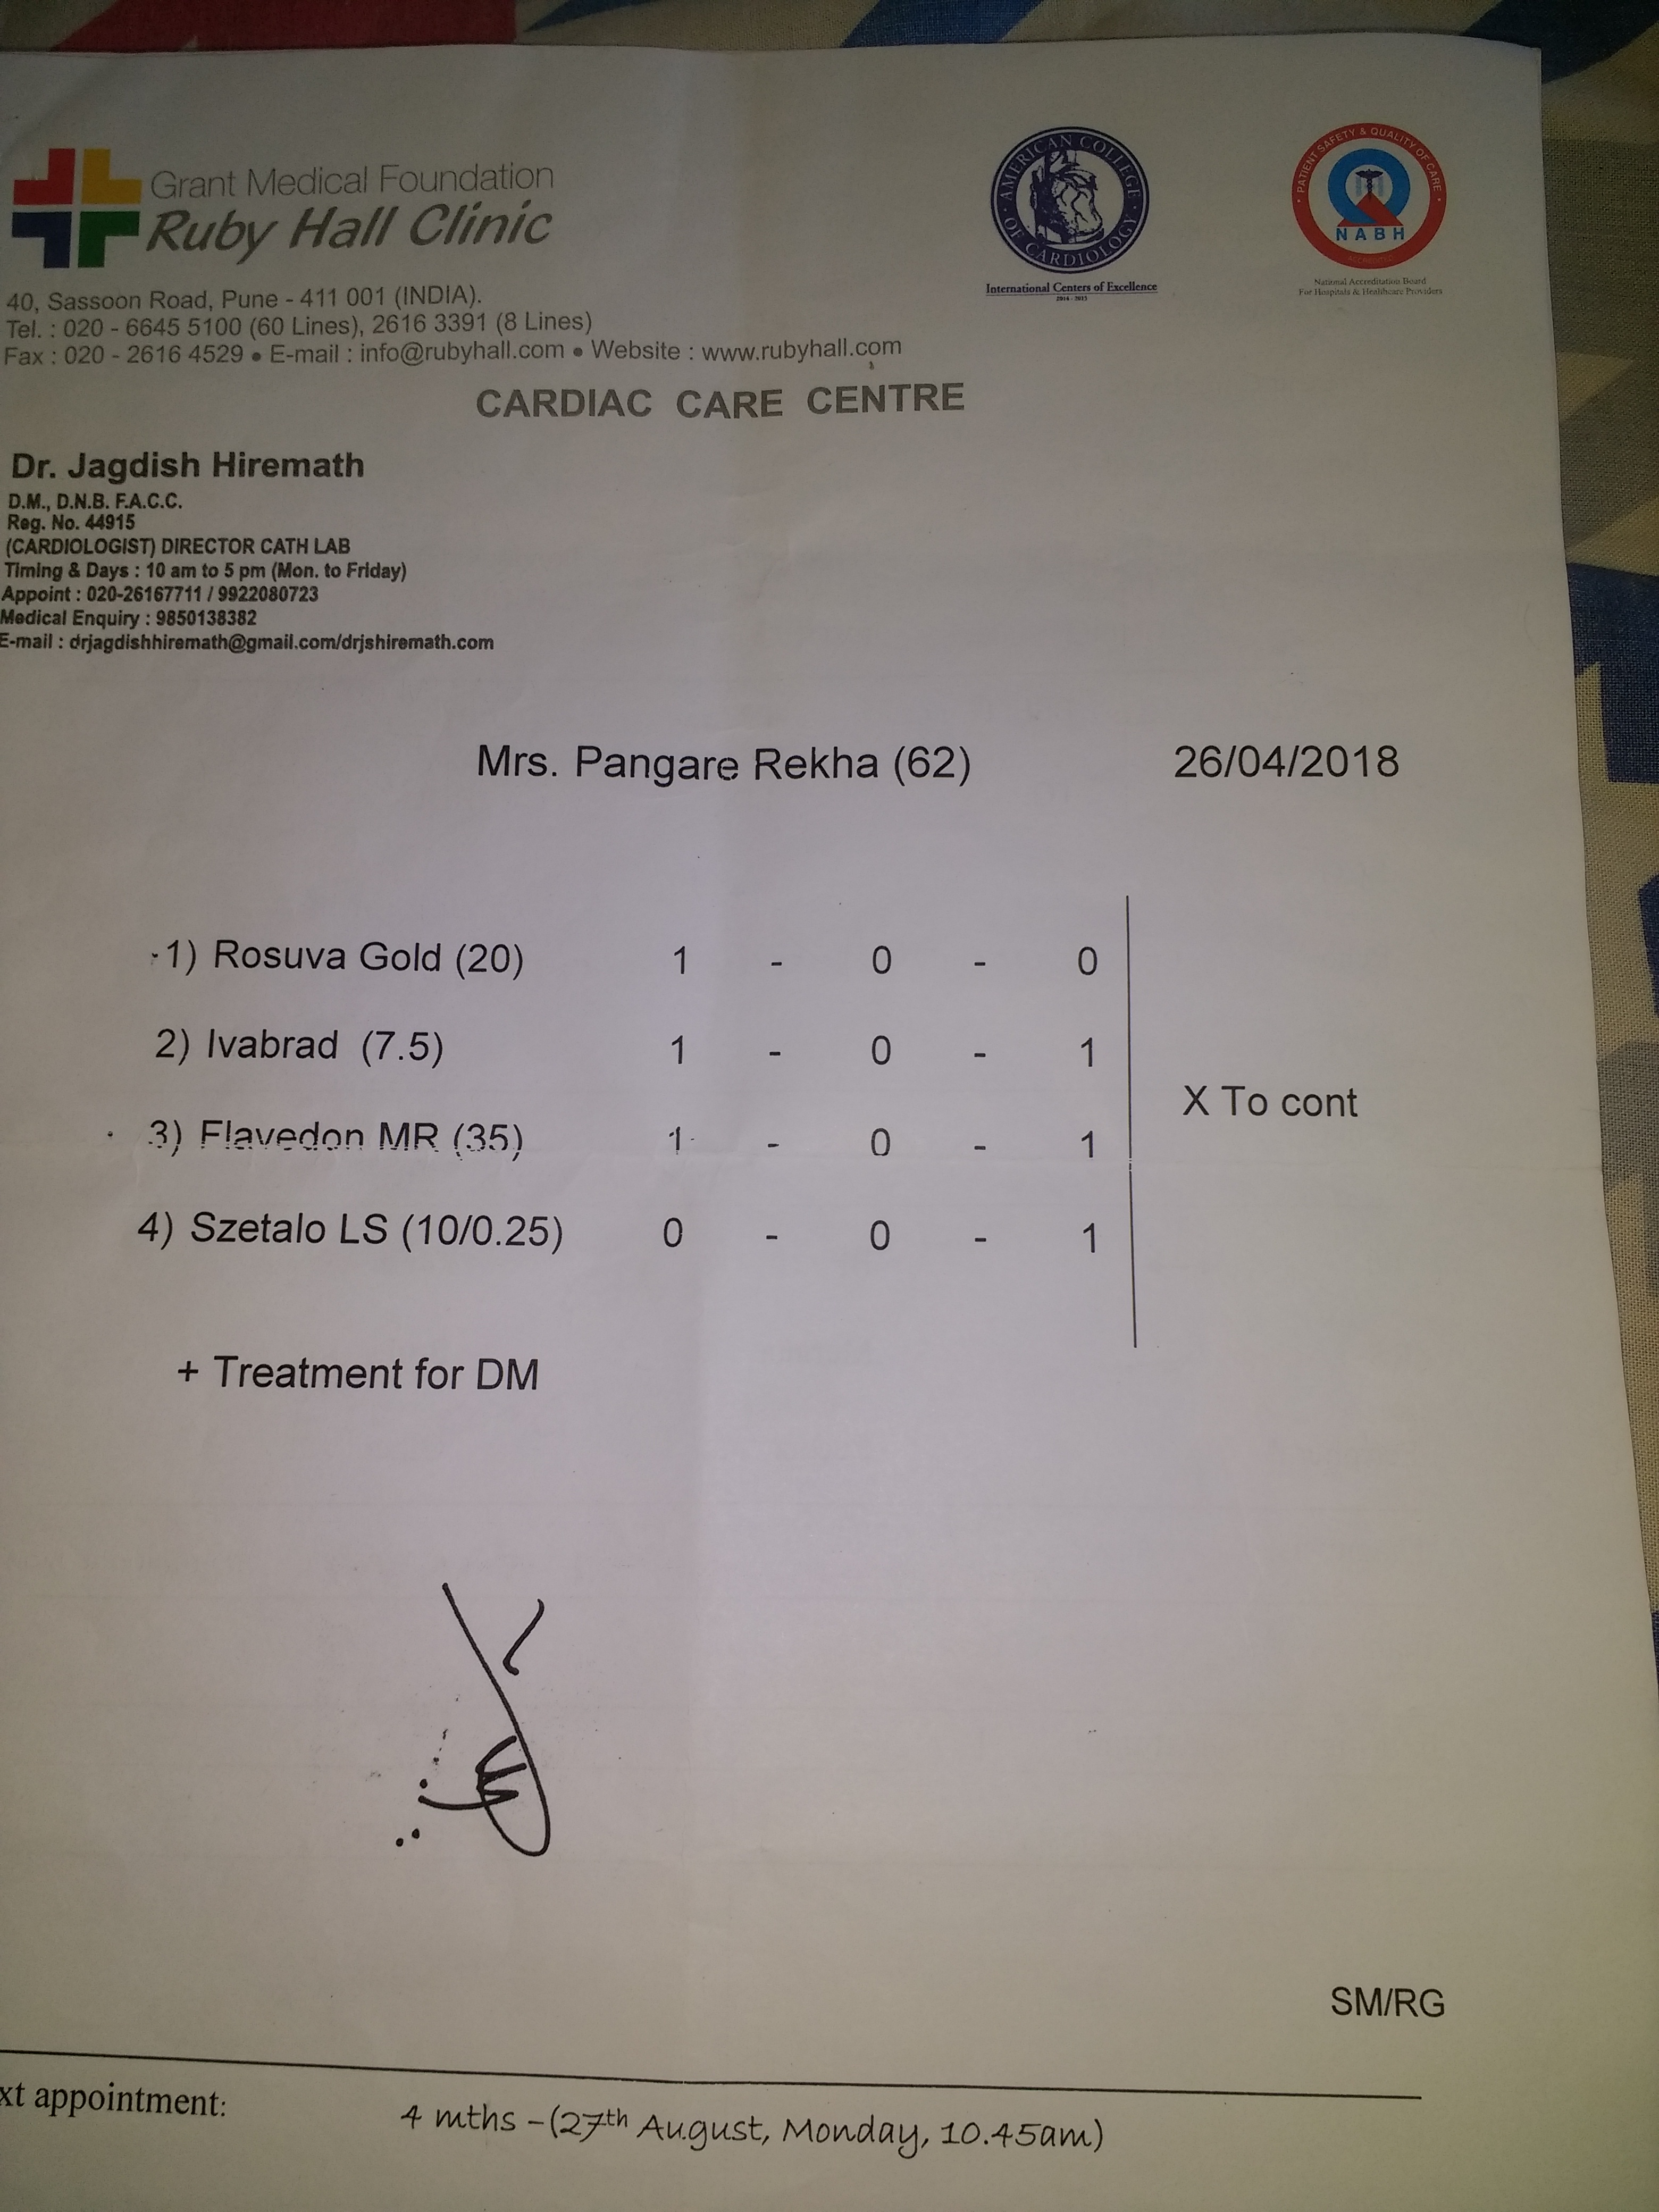 Grant Medical Foundation
Ruby Hall Clinic
AMERICAN COLLEGE OF CARDIOLOGY
International Centers of Excellence
PATIENT SAFETY & QUALITY OF CARE
NABH
National Accreditation Board
For Hospitals & Healthcare Providers
40, Sassoon Road, Pune - 411 001 (INDIA).
Tel. : 020 - 6645 5100 (60 Lines), 2616 3391 (8 Lines)
Fax : 020 - 2616 4529 • E-mail : info@rubyhall.com • Website : www.rubyhall.com
CARDIAC CARE CENTRE
Dr. Jagdish Hiremath
D.M., D.N.B. F.A.C.C.
Reg. No. 44915
(CARDIOLOGIST) DIRECTOR CATH LAB
Timing & Days : 10 am to 5 pm (Mon. to Friday)
Appoint : 020-26167711 / 9922080723
Medical Enquiry : 9850138382
E-mail : drjagdishhiremath@gmail.com/drjshiremath.com
Mrs. Pangare Rekha (62) 26/04/2018
1) Rosuva Gold (20) 1 - 0 - 0
2) Ivabrad (7.5) 1 - 0 - 1
X To cont
3) Flavedon MR (35) 1 - 0 - 1
4) Szetalo LS (10/0.25) 0 - 0 - 1
+ Treatment for DM
SM/RG
xt appointment: 4 mths - (27th August, Monday, 10.45am)